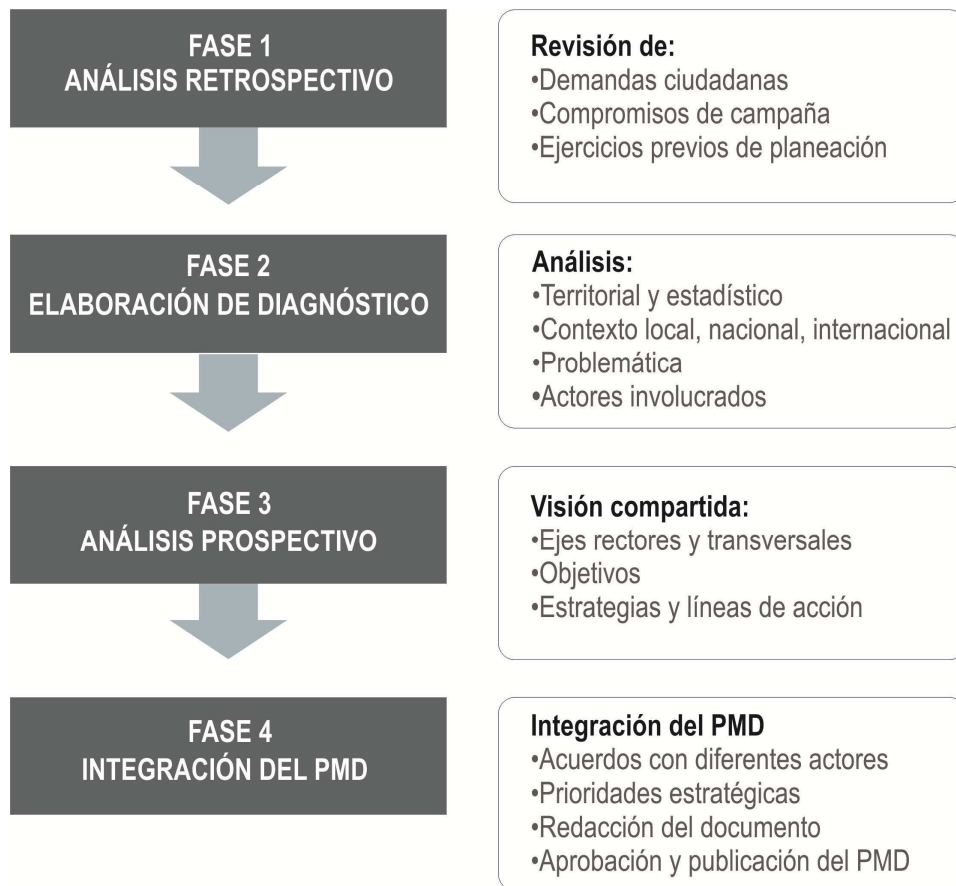 FASE 1
ANÁLISIS RETROSPECTIVO
Revisión de:
•Demandas ciudadanas
•Compromisos de campaña
•Ejercicios previos de planeación
FASE 2
ELABORACIÓN DE DIAGNÓSTICO
Análisis:
•Territorial y estadístico
•Contexto local, nacional, internacional
•Problemática
•Actores involucrados
FASE 3
ANÁLISIS PROSPECTIVO
Visión compartida:
•Ejes rectores y transversales
•Objetivos
•Estrategias y líneas de acción
FASE 4
INTEGRACIÓN DEL PMD
Integración del PMD
•Acuerdos con diferentes actores
•Prioridades estratégicas
•Redacción del documento
•Aprobación y publicación del PMD